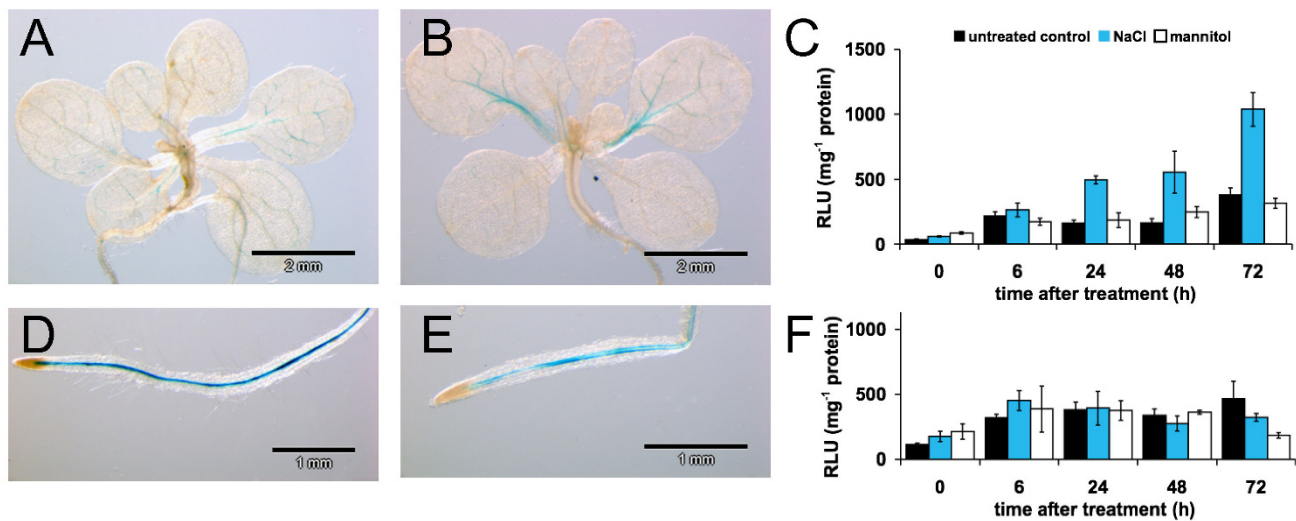 A
2 mm
B
2 mm
C
untreated control NaCl mannitol
RLU (mg⁻¹ protein)
1500
1000
500
0
0 6 24 48 72
time after treatment (h)
D
1 mm
E
1 mm
F
RLU (mg⁻¹ protein)
1000
500
0
0 6 24 48 72
time after treatment (h)